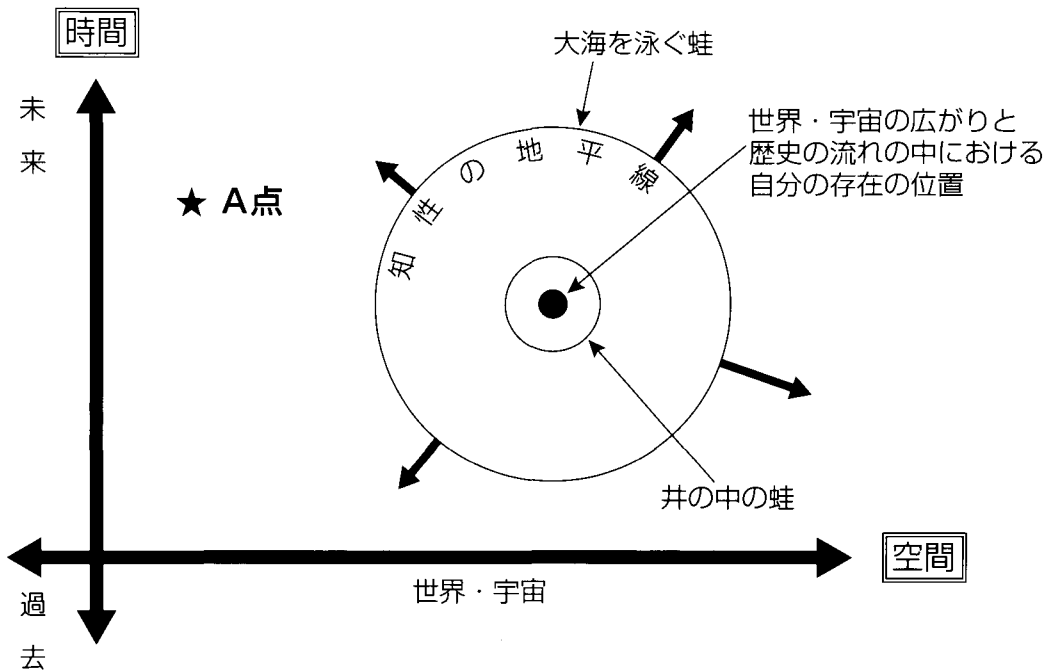 時間
未来
★ A点
大海を泳ぐ蛙
知性の地平線
世界・宇宙の広がりと
歴史の流れの中における
自分の存在の位置
井の中の蛙
空間
世界・宇宙
過去